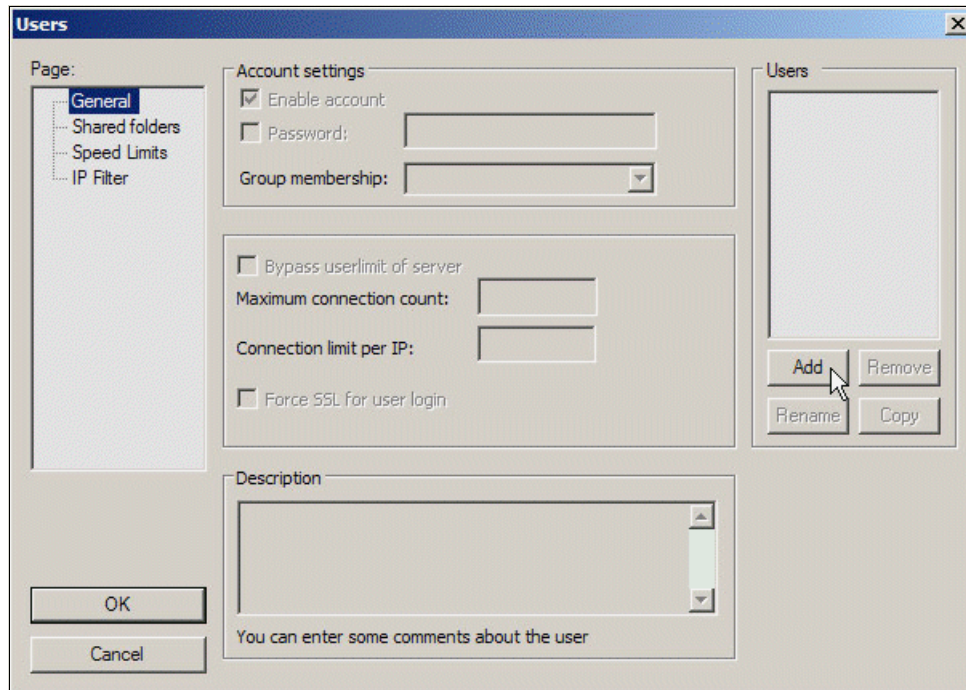 Users
Page:
General
Shared folders
Speed Limits
IP Filter
Account settings
Enable account
Password:
Group membership:
Bypass userlimit of server
Maximum connection count:
Connection limit per IP:
Force SSL for user login
Description
You can enter some comments about the user
Users
Add
Remove
Rename
Copy
OK
Cancel